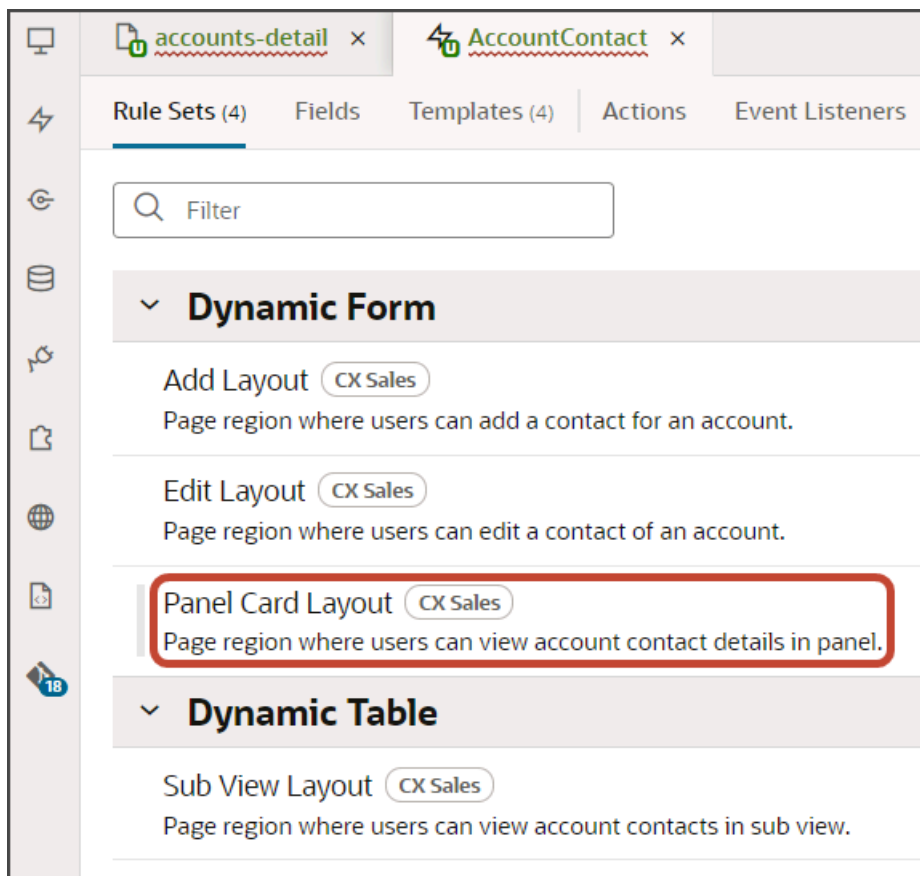 accounts-detail × AccountContact ×
Rule Sets (4) Fields Templates (4) Actions Event Listeners
Filter
Dynamic Form
Add Layout CX Sales
Page region where users can add a contact for an account.
Edit Layout CX Sales
Page region where users can edit a contact of an account.
Panel Card Layout CX Sales
Page region where users can view account contact details in panel.
18
Dynamic Table
Sub View Layout CX Sales
Page region where users can view account contacts in sub view.